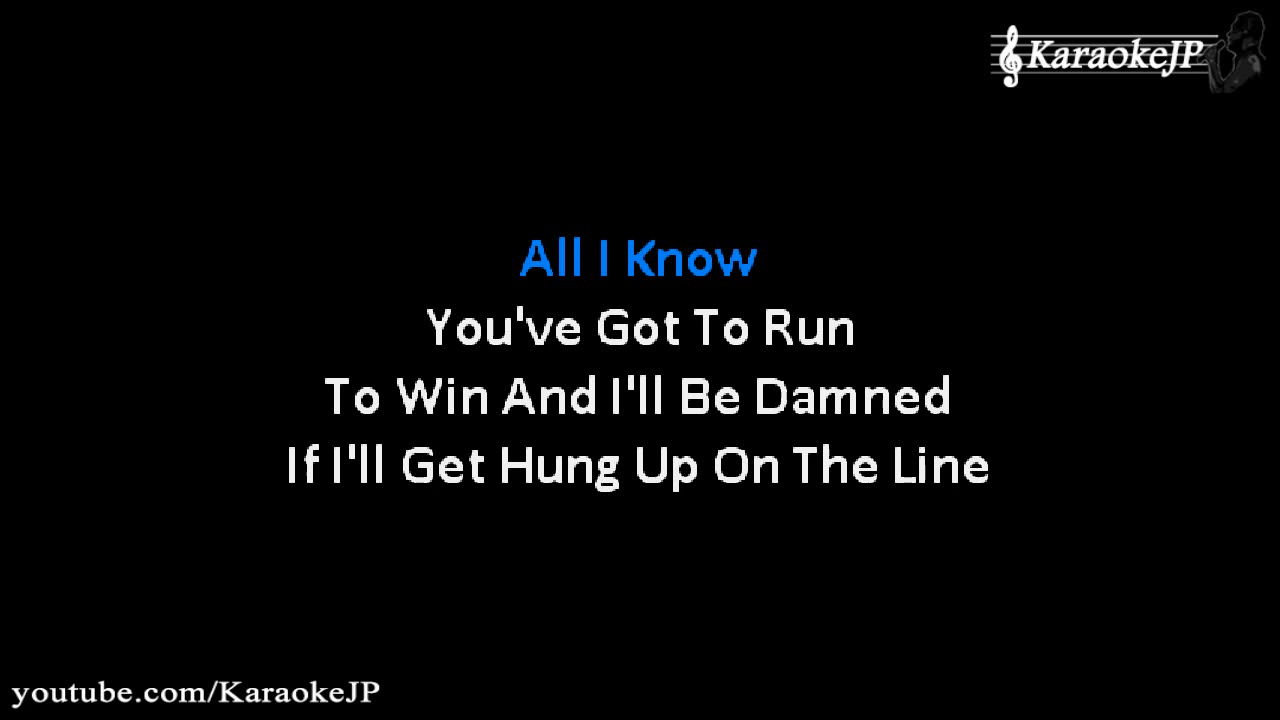 KaraokeJP
All I Know
You've Got To Run
To Win And I'll Be Damned
If I'll Get Hung Up On The Line
youtube.com/KaraokeJP